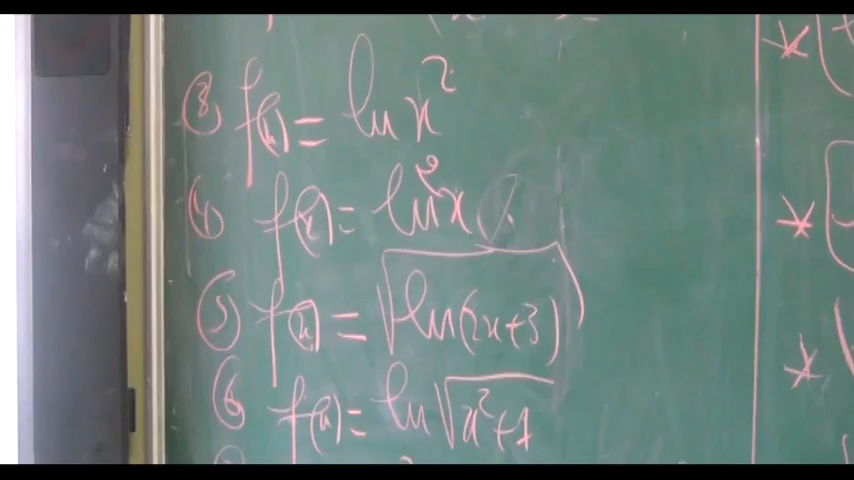 ③ f(x) = ln x²
④ f(x) = ln²x
⑤ f(x) = √ln(2x+3)
⑥ f(x) = ln√x²+1